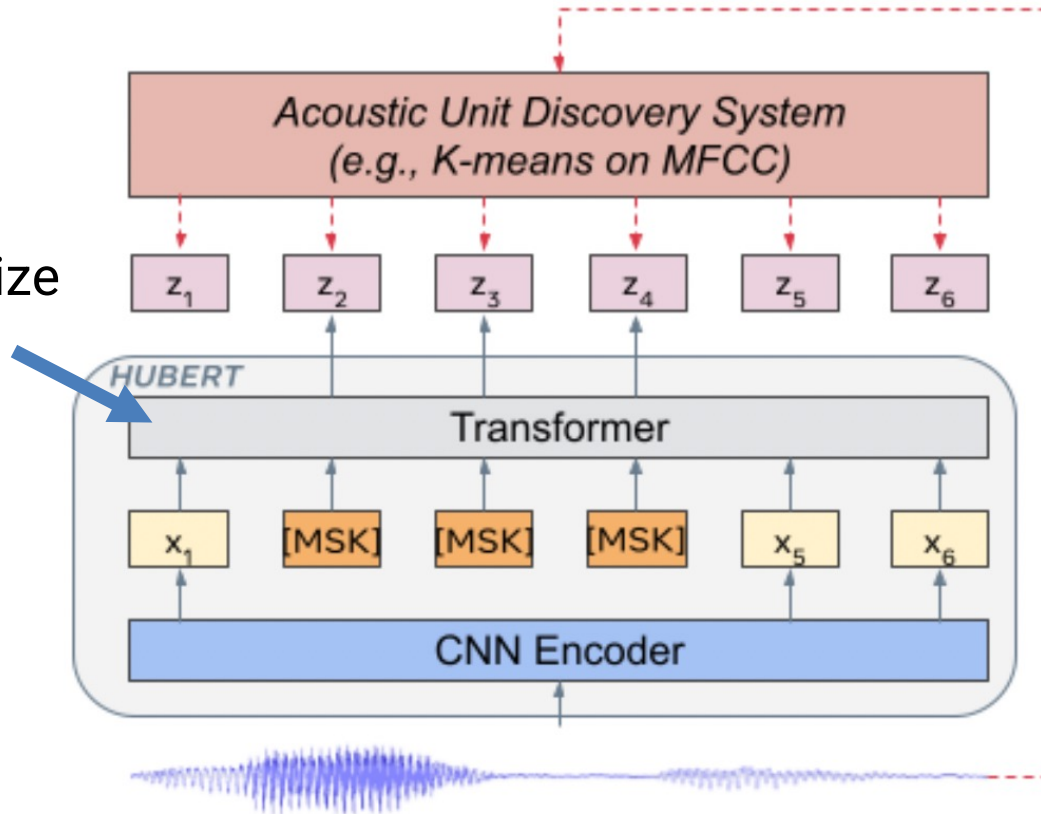 Acoustic Unit Discovery System
(e.g., K-means on MFCC)
ize
z1 z2 z3 z4 z5 z6
HUBERT
Transformer
x1 [MSK] [MSK] [MSK] x5 x6
CNN Encoder